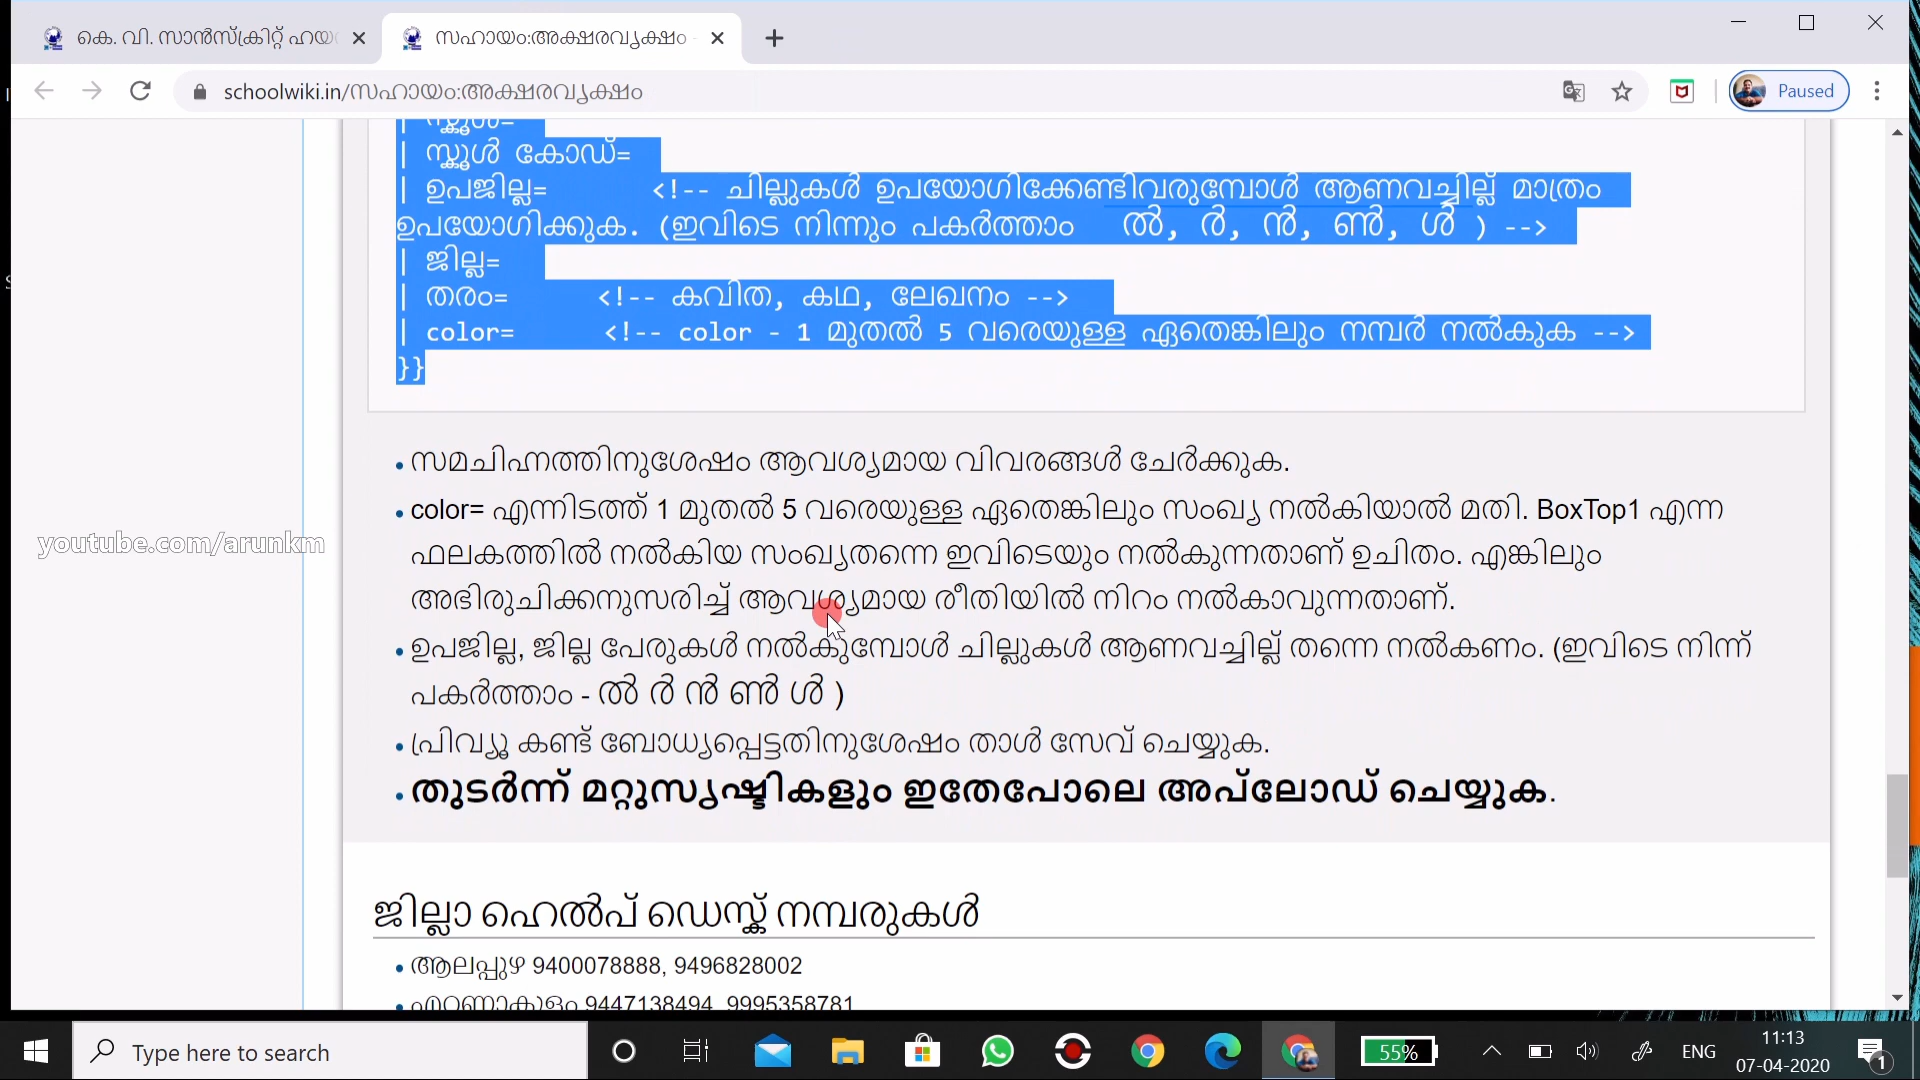 കെ. വി. സാൻസ്ക്രിറ്റ് ഹയ
സഹായം:അക്ഷരവൃക്ഷം -
schoolwiki.in/സഹായം:അക്ഷരവൃക്ഷം
Paused
| സ്കൂൾ=
| സ്കൂൾ കോഡ്=
| ഉപജില്ല= <!-- ചില്ലുകൾ ഉപയോഗിക്കേണ്ടിവരുമ്പോൾ ആണവച്ചില്ല് മാത്രം
ഉപയോഗിക്കുക. (ഇവിടെ നിന്നും പകർത്താം ൽ, ർ, ൻ, ൺ, ൾ ) -->
| ജില്ല=
| തരം= <!-- കവിത, കഥ, ലേഖനം -->
| color= <!-- color - 1 മുതൽ 5 വരെയുള്ള ഏതെങ്കിലും നമ്പർ നൽകുക -->
}}
സമചിഹ്നത്തിനുശേഷം ആവശ്യമായ വിവരങ്ങൾ ചേർക്കുക.
color= എന്നിടത്ത് 1 മുതൽ 5 വരെയുള്ള ഏതെങ്കിലും സംഖ്യ നൽകിയാൽ മതി. BoxTop1 എന്ന
ഫലകത്തിൽ നൽകിയ സംഖ്യതന്നെ ഇവിടെയും നൽകുന്നതാണ് ഉചിതം. എങ്കിലും
അഭിരുചിക്കനുസരിച്ച് ആവശ്യമായ രീതിയിൽ നിറം നൽകാവുന്നതാണ്.
ഉപജില്ല, ജില്ല പേരുകൾ നൽകുമ്പോൾ ചില്ലുകൾ ആണവച്ചില്ല് തന്നെ നൽകണം. (ഇവിടെ നിന്ന്
പകർത്താം - ൽ ർ ൻ ൺ ൾ )
പ്രിവ്യൂ കണ്ട് ബോധ്യപ്പെട്ടതിനുശേഷം താൾ സേവ് ചെയ്യുക.
തുടർന്ന് മറ്റുസൃഷ്ടികളും ഇതേപോലെ അപ്‌ലോഡ് ചെയ്യുക.
youtube.com/arunkm
ജില്ലാ ഹെൽപ് ഡെസ്ക് നമ്പരുകൾ
ആലപ്പുഴ 9400078888, 9496828002
എറണാകുളം 9447138494, 9995358781
Type here to search
55%
ENG
11:13
07-04-2020
1